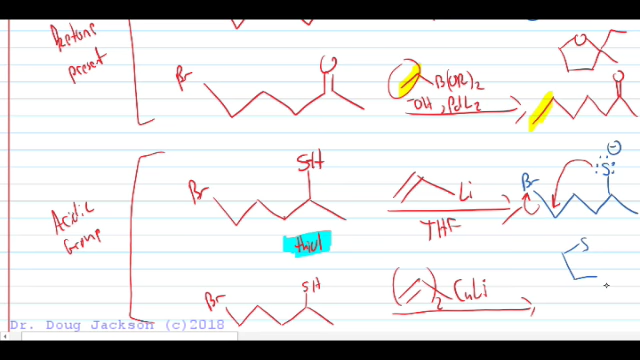 O
Ketons
present
Br
O
B(OR)2
-OH, PdL2
O
Acidic
Group
Br
SH
thiol
Li
THF
Br
:S:
S
Br
SH
( )2 CuLi
Dr. Doug Jackson (c)2018